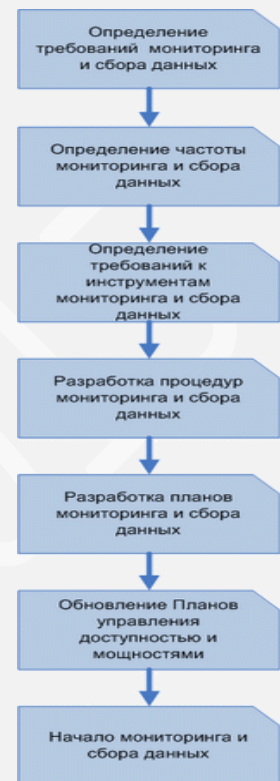 Определение
требований мониторинга
и сбора данных
Определение частоты
мониторинга и сбора
данных
Определение
требований к
инструментам
мониторинга и сбора
данных
Разработка процедур
мониторинга и сбора
данных
Разработка планов
мониторинга и сбора
данных
Обновление Планов
управления
доступностью и
мощностями
Начало мониторинга и
сбора данных